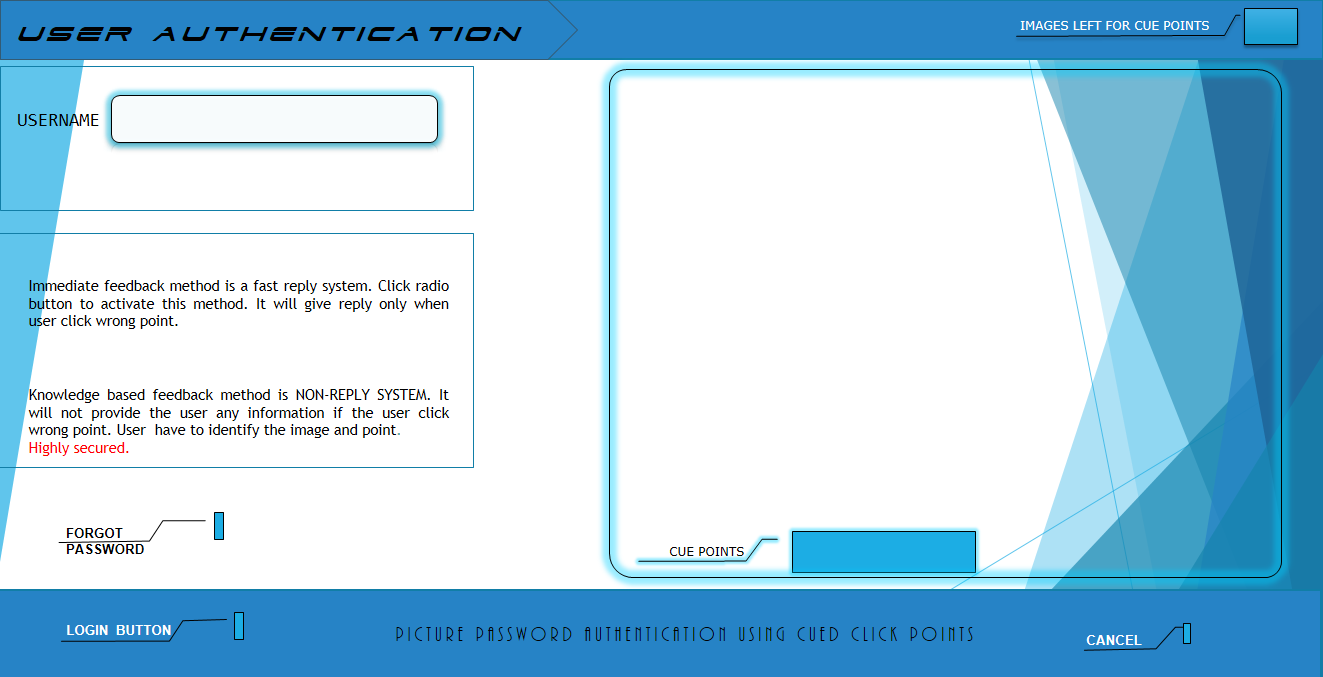 USER AUTHENTICATION
IMAGES LEFT FOR CUE POINTS
USERNAME
Immediate feedback method is a fast reply system. Click radio
button to activate this method. It will give reply only when
user click wrong point.
Knowledge based feedback method is NON-REPLY SYSTEM. It
will not provide the user any information if the user click
wrong point. User  have to identify the image and point.
Highly secured.
FORGOT
PASSWORD
CUE POINTS
LOGIN  BUTTON
PICTURE PASSWORD AUTHENTICATION USING CUED CLICK POINTS
CANCEL